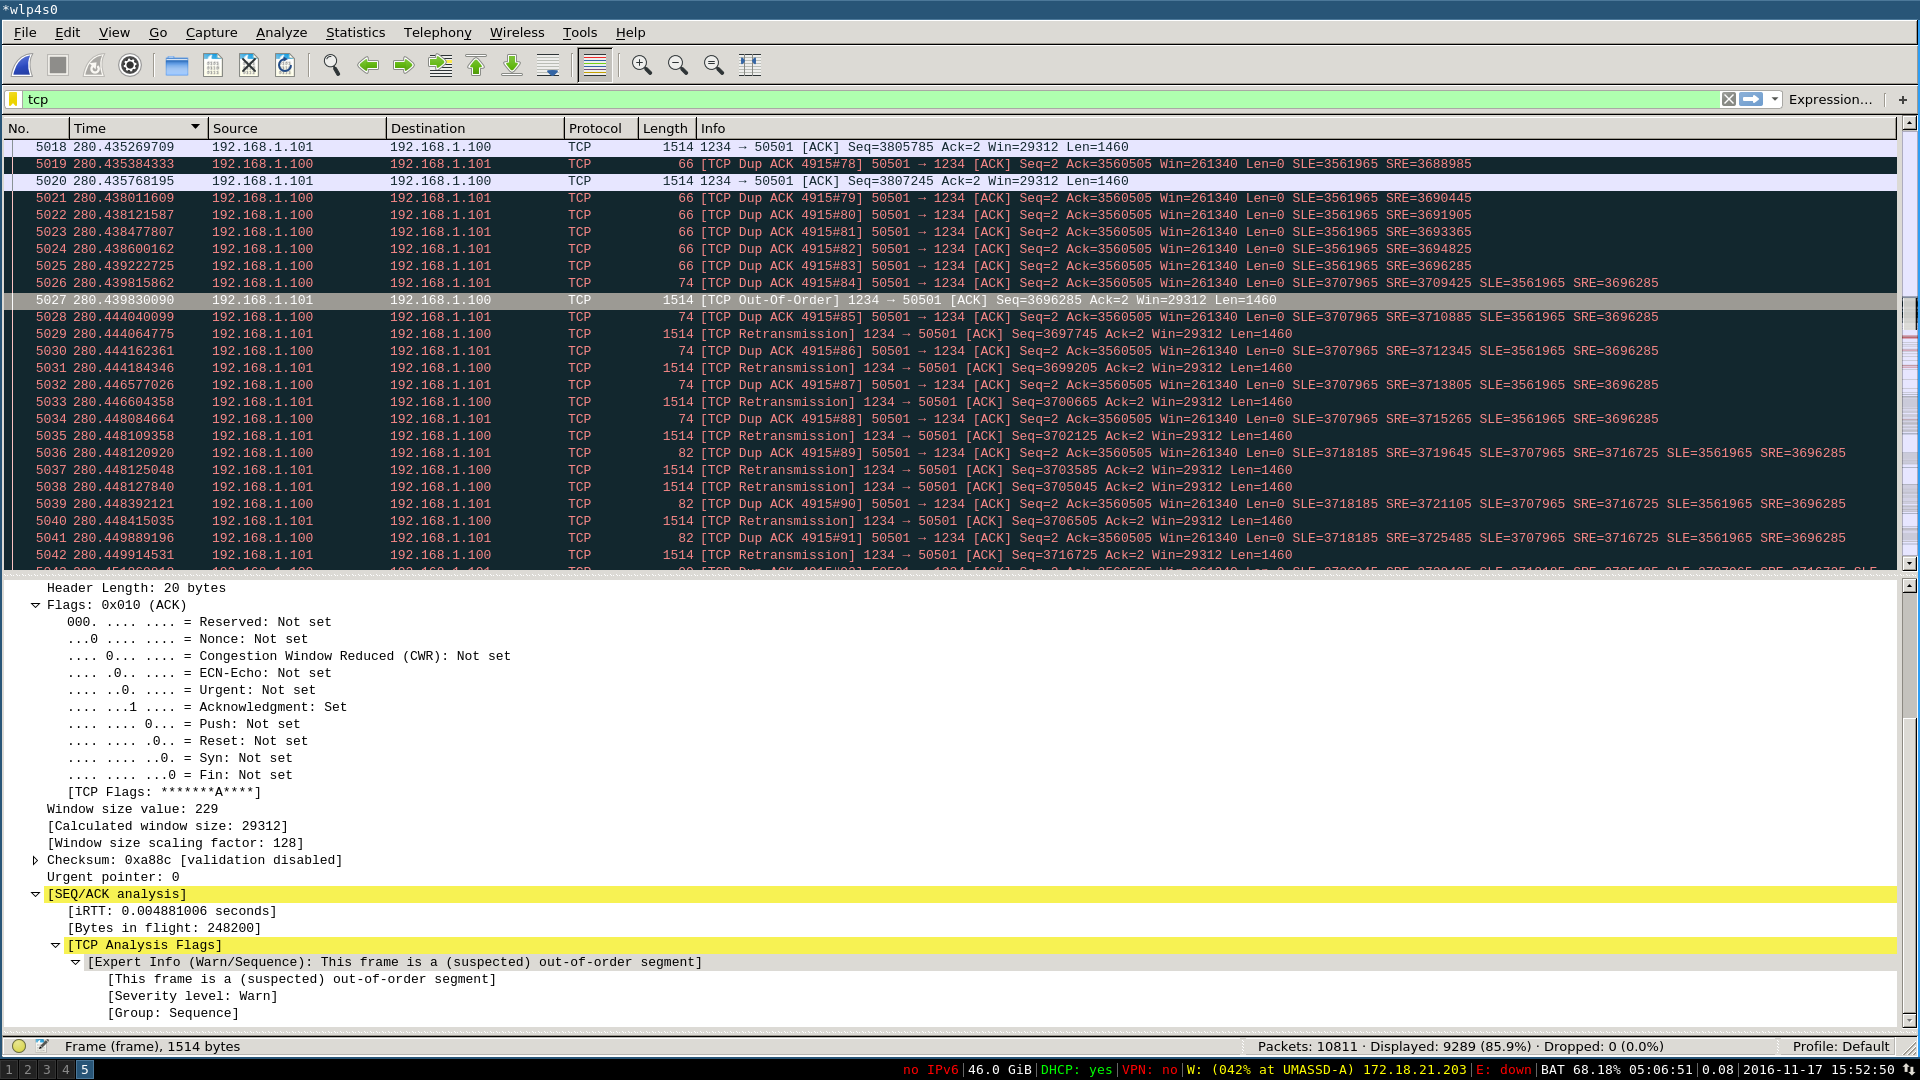 *wlp4s0
File Edit View Go Capture Analyze Statistics Telephony Wireless Tools Help
tcp Expression… +
No. Time Source Destination Protocol Length Info
5018 280.435269709 192.168.1.101 192.168.1.100 TCP 1514 1234 → 50501 [ACK] Seq=3805785 Ack=2 Win=29312 Len=1460
5019 280.435384333 192.168.1.100 192.168.1.101 TCP 66 [TCP Dup ACK 4915#78] 50501 → 1234 [ACK] Seq=2 Ack=3560505 Win=261340 Len=0 SLE=3561965 SRE=3688985
5020 280.435768195 192.168.1.101 192.168.1.100 TCP 1514 1234 → 50501 [ACK] Seq=3807245 Ack=2 Win=29312 Len=1460
5021 280.438011609 192.168.1.100 192.168.1.101 TCP 66 [TCP Dup ACK 4915#79] 50501 → 1234 [ACK] Seq=2 Ack=3560505 Win=261340 Len=0 SLE=3561965 SRE=3690445
5022 280.438121587 192.168.1.100 192.168.1.101 TCP 66 [TCP Dup ACK 4915#80] 50501 → 1234 [ACK] Seq=2 Ack=3560505 Win=261340 Len=0 SLE=3561965 SRE=3691905
5023 280.438477807 192.168.1.100 192.168.1.101 TCP 66 [TCP Dup ACK 4915#81] 50501 → 1234 [ACK] Seq=2 Ack=3560505 Win=261340 Len=0 SLE=3561965 SRE=3693365
5024 280.438600162 192.168.1.100 192.168.1.101 TCP 66 [TCP Dup ACK 4915#82] 50501 → 1234 [ACK] Seq=2 Ack=3560505 Win=261340 Len=0 SLE=3561965 SRE=3694825
5025 280.439222725 192.168.1.100 192.168.1.101 TCP 66 [TCP Dup ACK 4915#83] 50501 → 1234 [ACK] Seq=2 Ack=3560505 Win=261340 Len=0 SLE=3561965 SRE=3696285
5026 280.439815862 192.168.1.100 192.168.1.101 TCP 74 [TCP Dup ACK 4915#84] 50501 → 1234 [ACK] Seq=2 Ack=3560505 Win=261340 Len=0 SLE=3707965 SRE=3709425 SLE=3561965 SRE=3696285
5027 280.439830090 192.168.1.101 192.168.1.100 TCP 1514 [TCP Out-Of-Order] 1234 → 50501 [ACK] Seq=3696285 Ack=2 Win=29312 Len=1460
5028 280.444040099 192.168.1.100 192.168.1.101 TCP 74 [TCP Dup ACK 4915#85] 50501 → 1234 [ACK] Seq=2 Ack=3560505 Win=261340 Len=0 SLE=3707965 SRE=3710885 SLE=3561965 SRE=3696285
5029 280.444064775 192.168.1.101 192.168.1.100 TCP 1514 [TCP Retransmission] 1234 → 50501 [ACK] Seq=3697745 Ack=2 Win=29312 Len=1460
5030 280.444162361 192.168.1.100 192.168.1.101 TCP 74 [TCP Dup ACK 4915#86] 50501 → 1234 [ACK] Seq=2 Ack=3560505 Win=261340 Len=0 SLE=3707965 SRE=3712345 SLE=3561965 SRE=3696285
5031 280.444184346 192.168.1.101 192.168.1.100 TCP 1514 [TCP Retransmission] 1234 → 50501 [ACK] Seq=3699205 Ack=2 Win=29312 Len=1460
5032 280.446577026 192.168.1.100 192.168.1.101 TCP 74 [TCP Dup ACK 4915#87] 50501 → 1234 [ACK] Seq=2 Ack=3560505 Win=261340 Len=0 SLE=3707965 SRE=3713805 SLE=3561965 SRE=3696285
5033 280.446604358 192.168.1.101 192.168.1.100 TCP 1514 [TCP Retransmission] 1234 → 50501 [ACK] Seq=3700665 Ack=2 Win=29312 Len=1460
5034 280.448084664 192.168.1.100 192.168.1.101 TCP 74 [TCP Dup ACK 4915#88] 50501 → 1234 [ACK] Seq=2 Ack=3560505 Win=261340 Len=0 SLE=3707965 SRE=3715265 SLE=3561965 SRE=3696285
5035 280.448109358 192.168.1.101 192.168.1.100 TCP 1514 [TCP Retransmission] 1234 → 50501 [ACK] Seq=3702125 Ack=2 Win=29312 Len=1460
5036 280.448120920 192.168.1.100 192.168.1.101 TCP 82 [TCP Dup ACK 4915#89] 50501 → 1234 [ACK] Seq=2 Ack=3560505 Win=261340 Len=0 SLE=3718185 SRE=3719645 SLE=3707965 SRE=3716725 SLE=3561965 SRE=3696285
5037 280.448125048 192.168.1.101 192.168.1.100 TCP 1514 [TCP Retransmission] 1234 → 50501 [ACK] Seq=3703585 Ack=2 Win=29312 Len=1460
5038 280.448127840 192.168.1.101 192.168.1.100 TCP 1514 [TCP Retransmission] 1234 → 50501 [ACK] Seq=3705045 Ack=2 Win=29312 Len=1460
5039 280.448392121 192.168.1.100 192.168.1.101 TCP 82 [TCP Dup ACK 4915#90] 50501 → 1234 [ACK] Seq=2 Ack=3560505 Win=261340 Len=0 SLE=3718185 SRE=3721105 SLE=3707965 SRE=3716725 SLE=3561965 SRE=3696285
5040 280.448415035 192.168.1.101 192.168.1.100 TCP 1514 [TCP Retransmission] 1234 → 50501 [ACK] Seq=3706505 Ack=2 Win=29312 Len=1460
5041 280.449889196 192.168.1.100 192.168.1.101 TCP 82 [TCP Dup ACK 4915#91] 50501 → 1234 [ACK] Seq=2 Ack=3560505 Win=261340 Len=0 SLE=3718185 SRE=3725485 SLE=3707965 SRE=3716725 SLE=3561965 SRE=3696285
5042 280.449914531 192.168.1.101 192.168.1.100 TCP 1514 [TCP Retransmission] 1234 → 50501 [ACK] Seq=3716725 Ack=2 Win=29312 Len=1460
Header Length: 20 bytes
Flags: 0x010 (ACK)
000. .... .... = Reserved: Not set
...0 .... .... = Nonce: Not set
.... 0... .... = Congestion Window Reduced (CWR): Not set
.... .0.. .... = ECN-Echo: Not set
.... ..0. .... = Urgent: Not set
.... ...1 .... = Acknowledgment: Set
.... .... 0... = Push: Not set
.... .... .0.. = Reset: Not set
.... .... ..0. = Syn: Not set
.... .... ...0 = Fin: Not set
[TCP Flags: *******A****]
Window size value: 229
[Calculated window size: 29312]
[Window size scaling factor: 128]
Checksum: 0xa88c [validation disabled]
Urgent pointer: 0
[SEQ/ACK analysis]
[iRTT: 0.004881006 seconds]
[Bytes in flight: 248200]
[TCP Analysis Flags]
[Expert Info (Warn/Sequence): This frame is a (suspected) out-of-order segment]
[This frame is a (suspected) out-of-order segment]
[Severity level: Warn]
[Group: Sequence]
Frame (frame), 1514 bytes Packets: 10811 · Displayed: 9289 (85.9%) · Dropped: 0 (0.0%) Profile: Default
1 2 3 4 5 no IPv6|46.0 GiB|DHCP: yes|VPN: no|W: (042% at UMASSD-A) 172.18.21.203|E: down|BAT 68.18% 05:06:51|0.08|2016-11-17 15:52:50